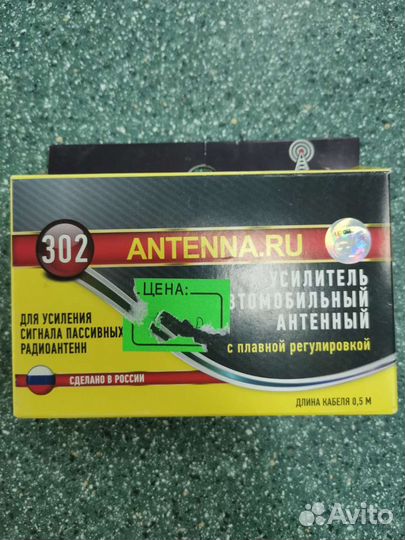 302
ANTENNA.RU
ЦЕНА:
УСИЛИТЕЛЬ
АНТЕННЫЙ
с плавной регулировкой
ДЛЯ УСИЛЕНИЯ
СИГНАЛА ПАССИВНЫХ
РАДИОАНТЕНН
СДЕЛАНО В РОССИИ
ДЛИНА КАБЕЛЯ 0,5 М
Avito